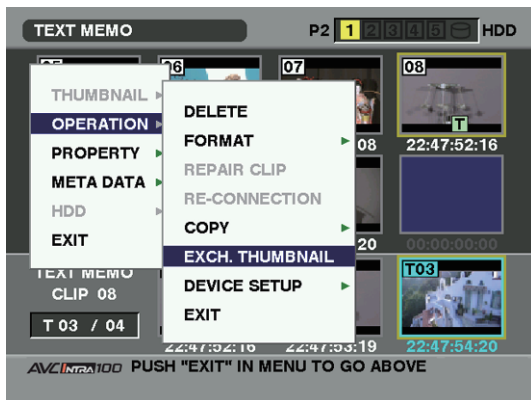 TEXT MEMO
P2 1 2 3 4 5 HDD
06
07
08
THUMBNAIL
OPERATION
PROPERTY
META DATA
HDD
EXIT
DELETE
FORMAT
REPAIR CLIP
RE-CONNECTION
COPY
EXCH. THUMBNAIL
DEVICE SETUP
EXIT
T
08
22:47:52:16
20
00:00:00:00
TEXT MEMO
CLIP 08
T 03 / 04
T03
22:47:52:16
22:47:53:19
22:47:54:20
AVC INTRA 100 PUSH "EXIT" IN MENU TO GO ABOVE